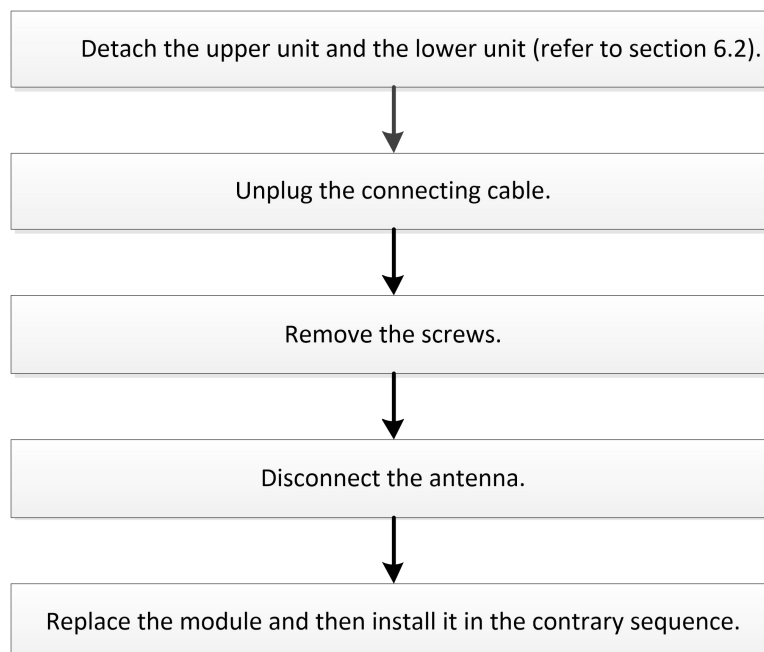 Detach the upper unit and the lower unit (refer to section 6.2).
Unplug the connecting cable.
Remove the screws.
Disconnect the antenna.
Replace the module and then install it in the contrary sequence.